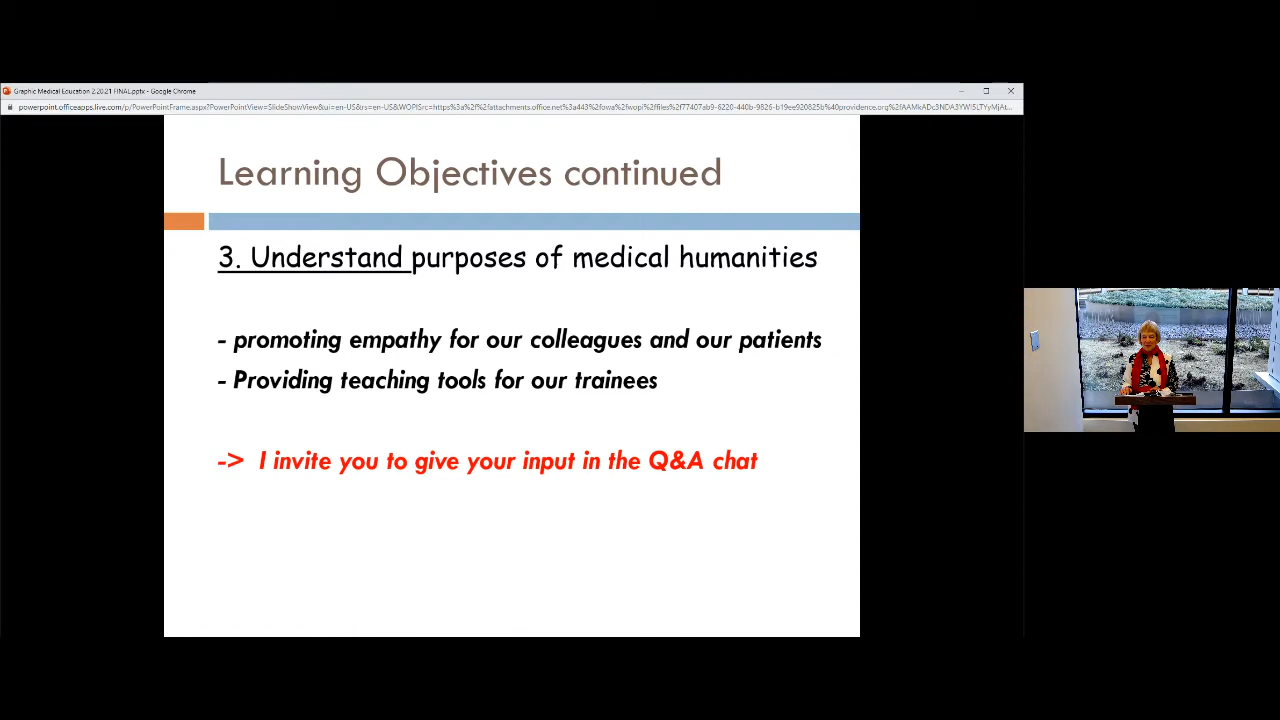 Graphic Medical Education 2.20.21 FINAL.pptx - Google Chrome
powerpoint.officeapps.live.com/p/PowerPointFrame.aspx?PowerPointView=SlideShowView&ui=en-US&rs=en-US&WOPISrc=https%3a%2f%2fattachments.office.net%3a443%2fowa%2fwopi%2ffiles%2f77407ab9-6220-440b-9826-b19ee920825b%40providence.org%2fAAMkADc3NDA3YWI5LTYyMjAt...
Learning Objectives continued
3. Understand purposes of medical humanities
- promoting empathy for our colleagues and our patients
- Providing teaching tools for our trainees
-> I invite you to give your input in the Q&A chat